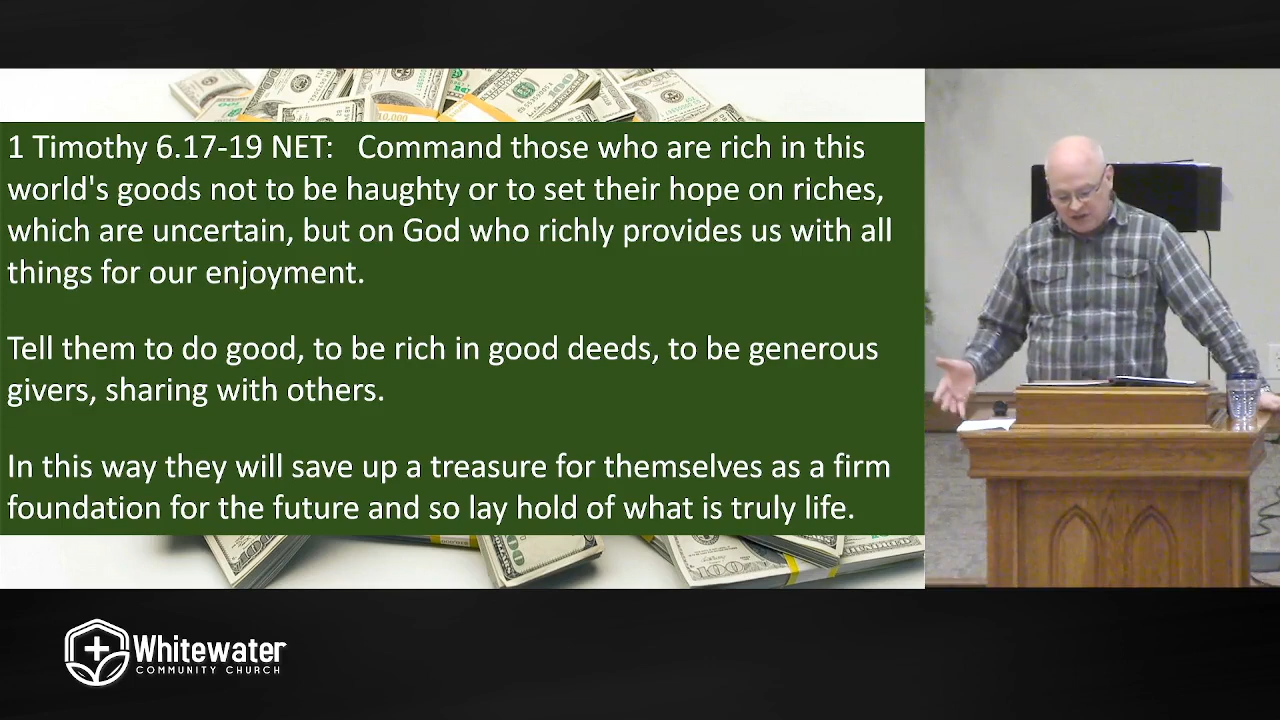 10,000
1 Timothy 6.17-19 NET: Command those who are rich in this
world's goods not to be haughty or to set their hope on riches,
which are uncertain, but on God who richly provides us with all
things for our enjoyment.
Tell them to do good, to be rich in good deeds, to be generous
givers, sharing with others.
In this way they will save up a treasure for themselves as a firm
foundation for the future and so lay hold of what is truly life.
100
100
Whitewater
COMMUNITY CHURCH